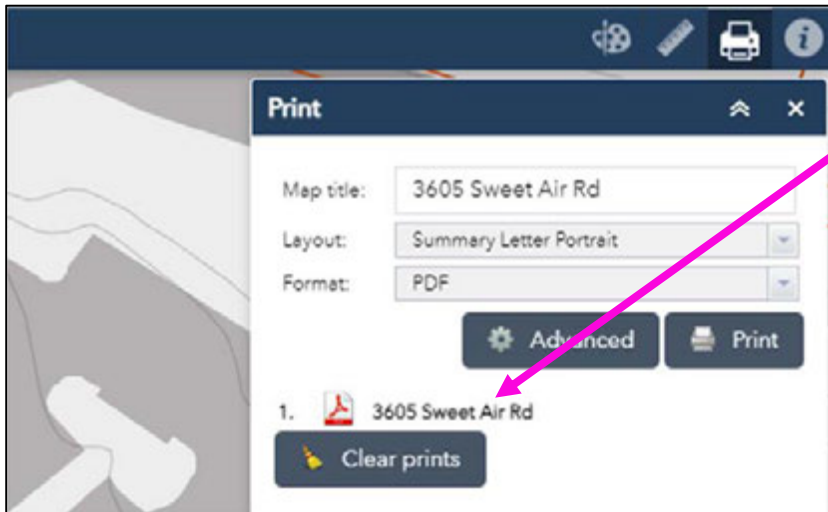 Print
Map title: 3605 Sweet Air Rd
Layout: Summary Letter Portrait
Format: PDF
Advanced Print
1. 3605 Sweet Air Rd
Clear prints